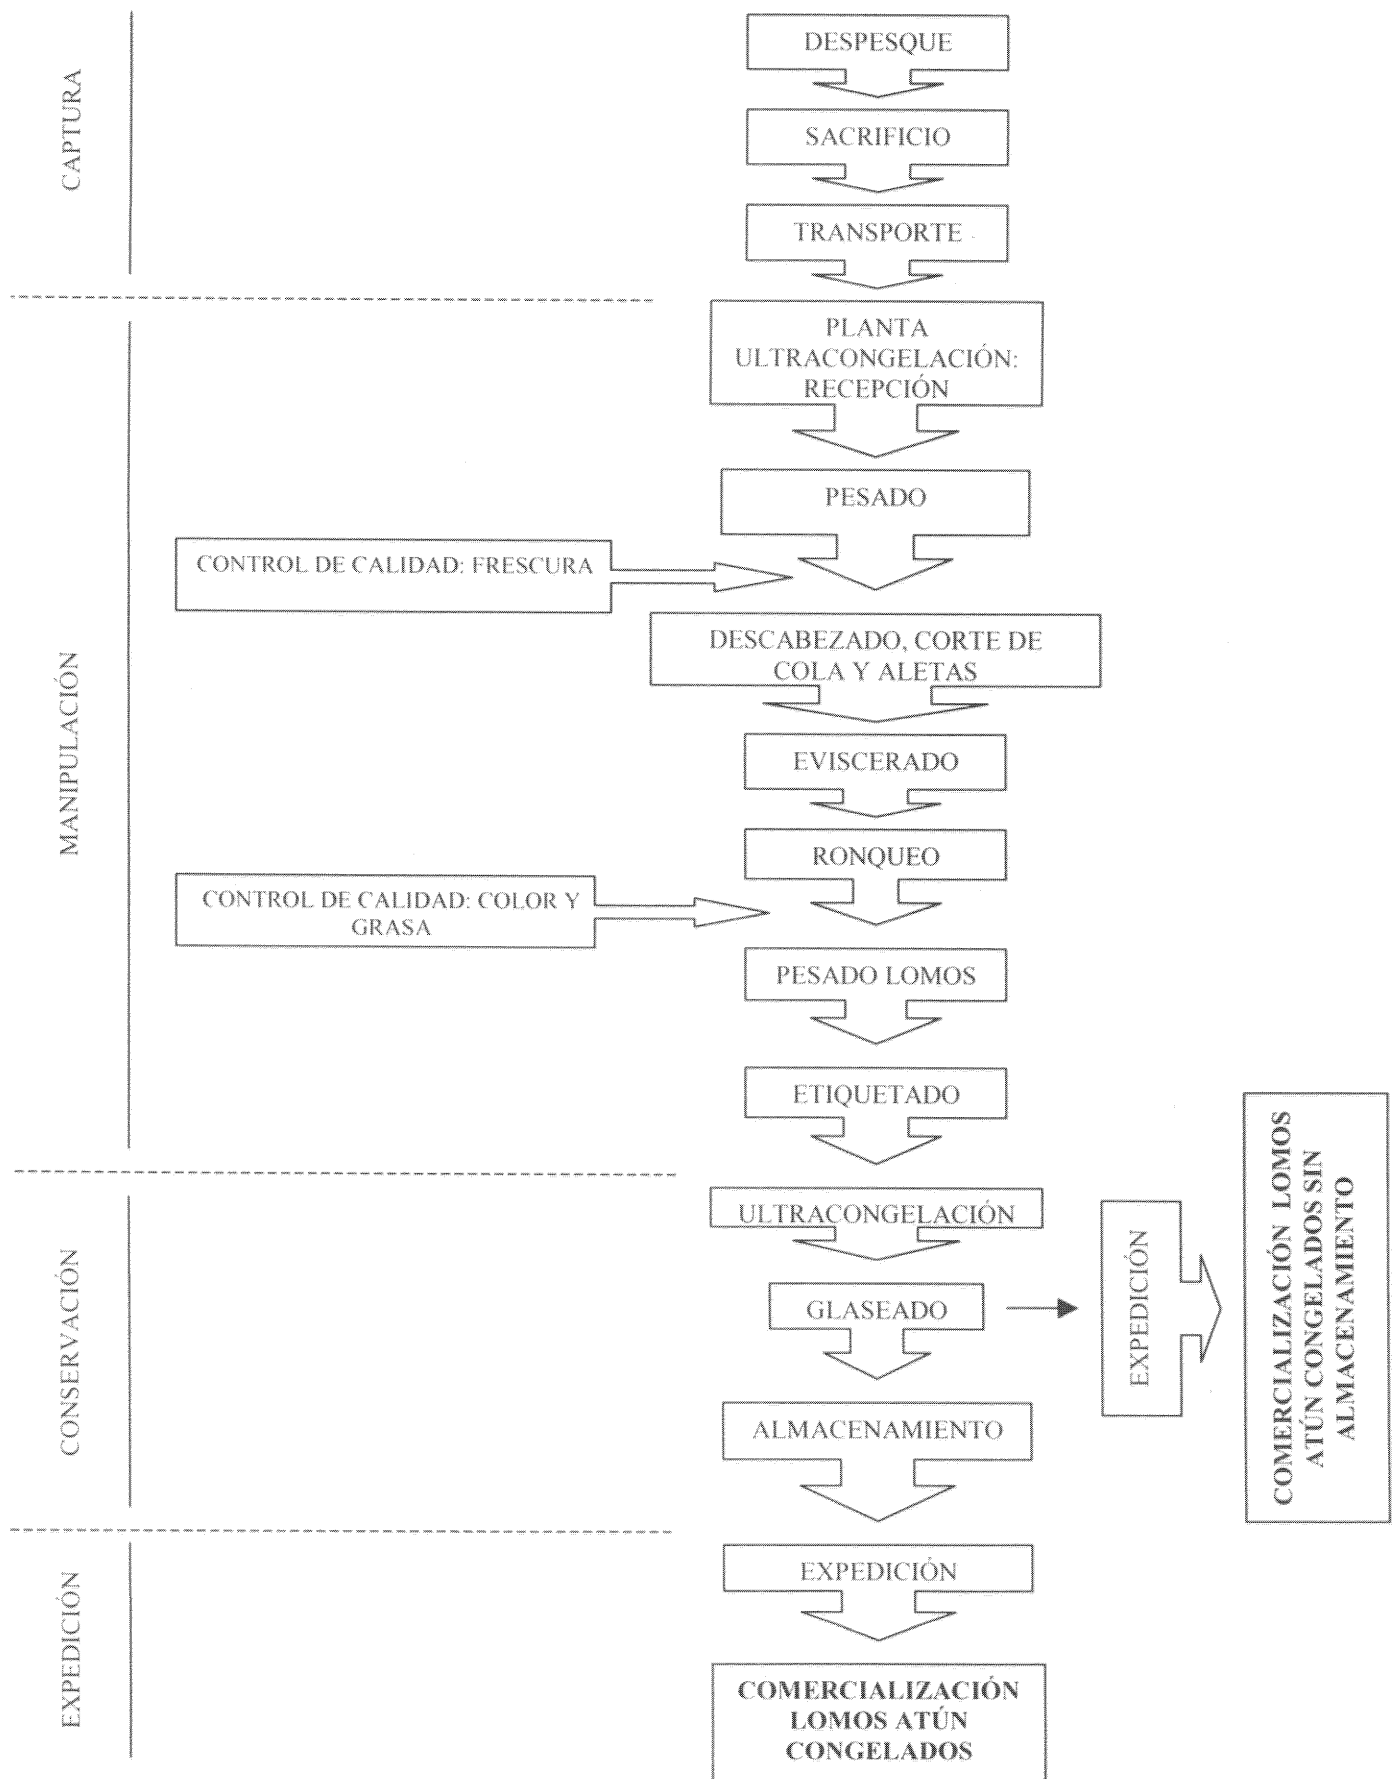 CAPTURA
DESPESQUE
SACRIFICIO
TRANSPORTE
MANIPULACIÓN
PLANTA
ULTRACONGELACIÓN:
RECEPCIÓN
PESADO
CONTROL DE CALIDAD: FRESCURA
DESCABEZADO, CORTE DE
COLA Y ALETAS
EVISCERADO
RONQUEO
CONTROL DE CALIDAD: COLOR Y
GRASA
PESADO LOMOS
ETIQUETADO
CONSERVACIÓN
ULTRACONGELACIÓN
GLASEADO
EXPEDICIÓN
COMERCIALIZACIÓN LOMOS
ATÚN CONGELADOS SIN
ALMACENAMIENTO
ALMACENAMIENTO
EXPEDICIÓN
EXPEDICIÓN
COMERCIALIZACIÓN
LOMOS ATÚN
CONGELADOS